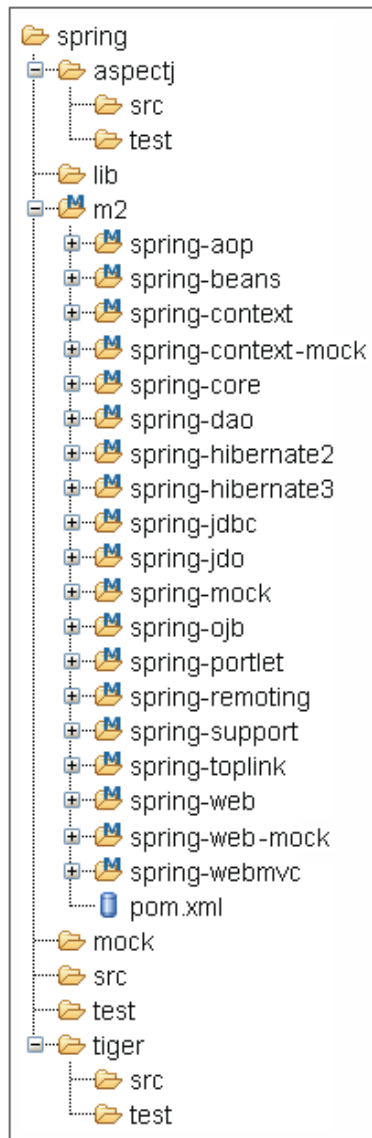 spring
aspectj
src
test
lib
m2
spring-aop
spring-beans
spring-context
spring-context-mock
spring-core
spring-dao
spring-hibernate2
spring-hibernate3
spring-jdbc
spring-jdo
spring-mock
spring-ojb
spring-portlet
spring-remoting
spring-support
spring-toplink
spring-web
spring-web-mock
spring-webmvc
pom.xml
mock
src
test
tiger
src
test